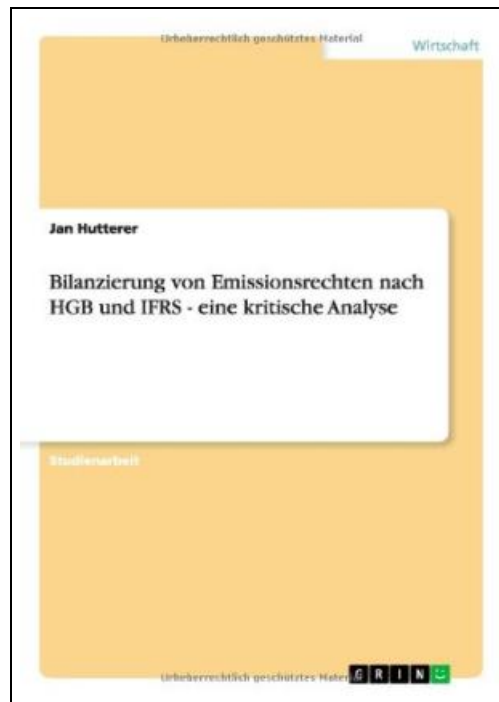 Urheberrechtlich geschütztes Material
Wirtschaft
Jan Hutterer
Bilanzierung von Emissionsrechten nach
HGB und IFRS - eine kritische Analyse
Studienarbeit
Urheberrechtlich geschütztes
GRIN